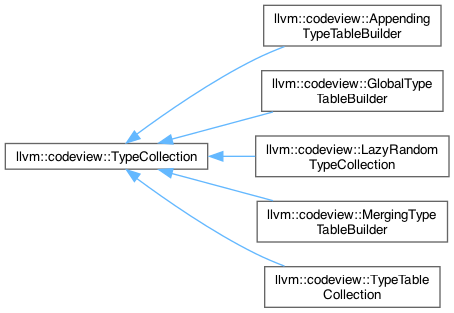 llvm::codeview::Appending
TypeTableBuilder
llvm::codeview::GlobalType
TableBuilder
llvm::codeview::TypeCollection
llvm::codeview::LazyRandom
TypeCollection
llvm::codeview::MergingType
TableBuilder
llvm::codeview::TypeTable
Collection